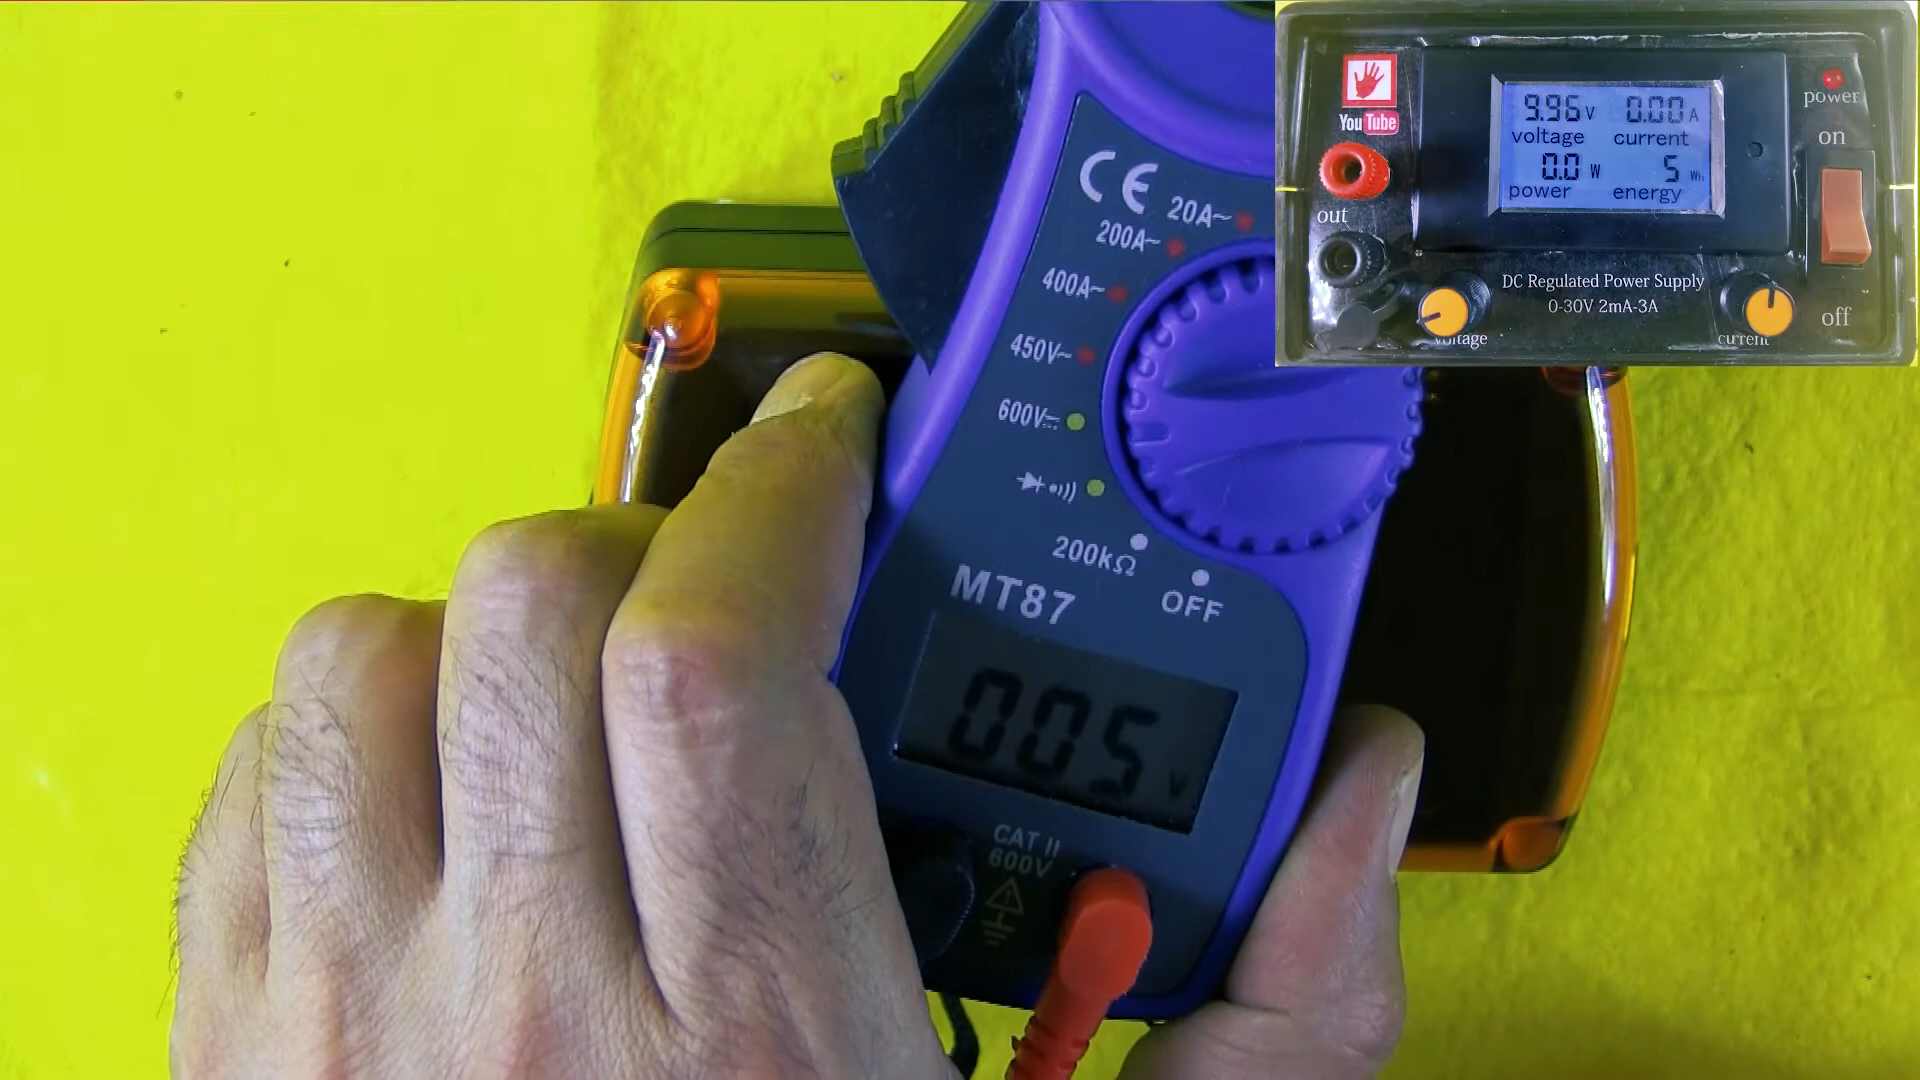 CE
20A~
200A~
400A~
450V~
600V
200kΩ
OFF
MT87
005 V
CAT II
600V
YouTube
out
9.96 V 0.00 A
voltage current
0.0 W 5 Wh
power energy
DC Regulated Power Supply
0-30V 2mA-3A
voltage
current
power
on
off